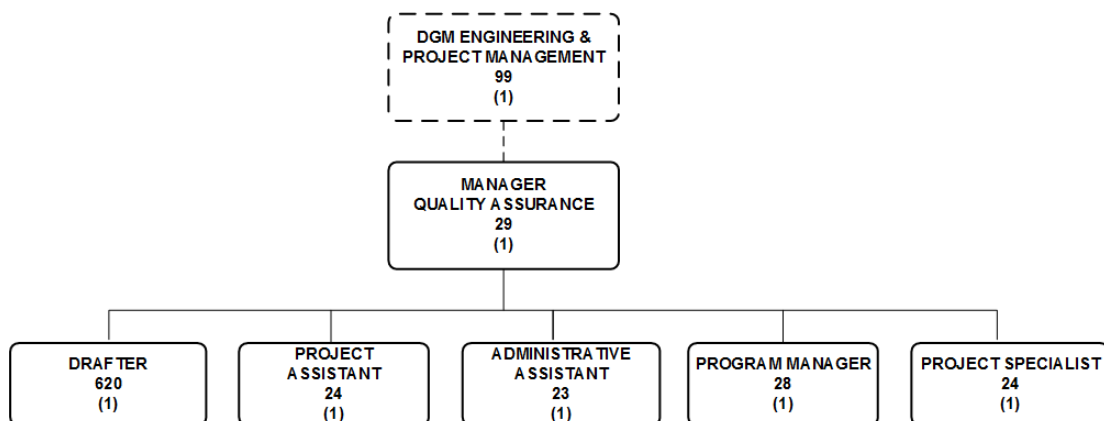 DGM ENGINEERING &
PROJECT MANAGEMENT
99
(1)
MANAGER
QUALITY ASSURANCE
29
(1)
DRAFTER
620
(1)
PROJECT
ASSISTANT
24
(1)
ADMINISTRATIVE
ASSISTANT
23
(1)
PROGRAM MANAGER
28
(1)
PROJECT SPECIALIST
24
(1)